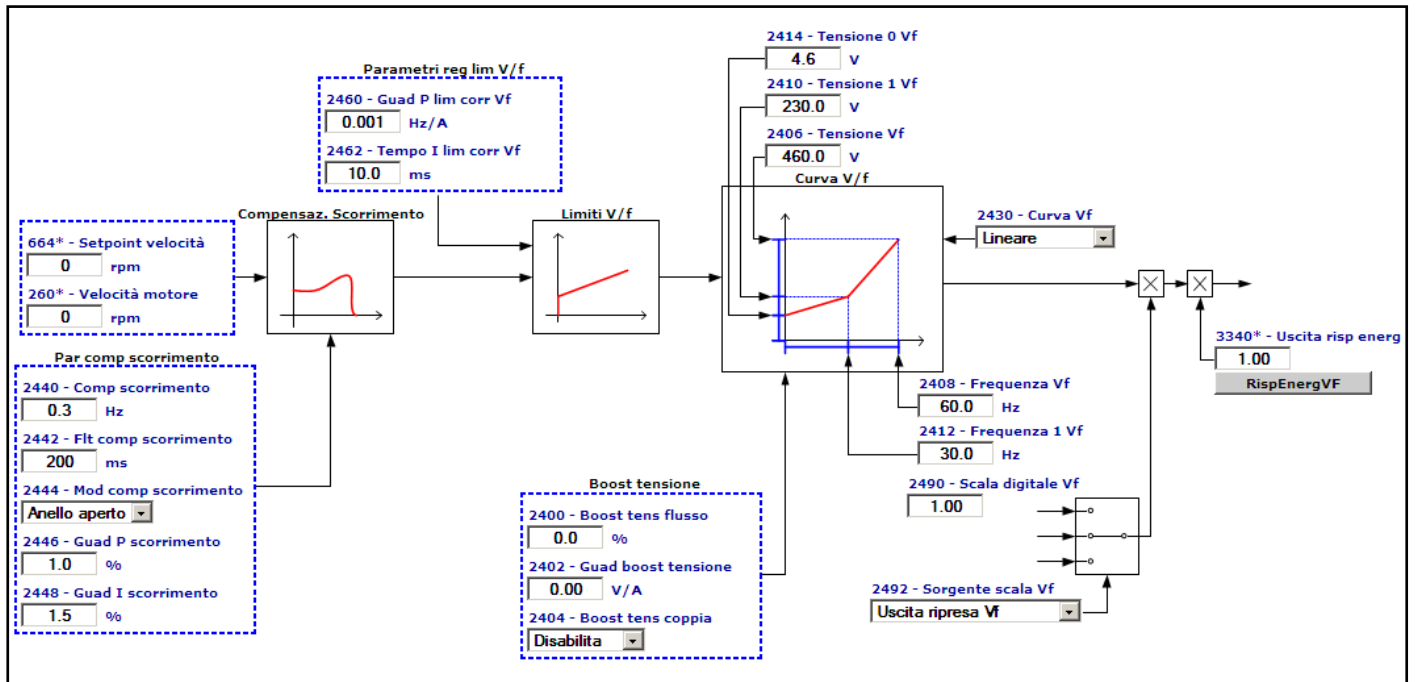 2414 - Tensione 0 Vf
4.6 V
2410 - Tensione 1 Vf
230.0 V
2406 - Tensione Vf
460.0 V
Parametri reg lim V/f
2460 - Guad P lim corr Vf
0.001 Hz/A
2462 - Tempo I lim corr Vf
10.0 ms
Curva V/f
Compensaz. Scorrimento
Limiti V/f
2430 - Curva Vf
Lineare
664* - Setpoint velocità
0 rpm
260* - Velocità motore
0 rpm
3340* - Uscita risp energ
1.00
RispEnergVF
Par comp scorrimento
2440 - Comp scorrimento
0.3 Hz
2442 - Flt comp scorrimento
200 ms
2444 - Mod comp scorrimento
Anello aperto
2446 - Guad P scorrimento
1.0 %
2448 - Guad I scorrimento
1.5 %
2408 - Frequenza Vf
60.0 Hz
2412 - Frequenza 1 Vf
30.0 Hz
Boost tensione
2400 - Boost tens flusso
0.0 %
2402 - Guad boost tensione
0.00 V/A
2404 - Boost tens coppia
Disabilita
2490 - Scala digitale Vf
1.00
2492 - Sorgente scala Vf
Uscita ripresa Vf